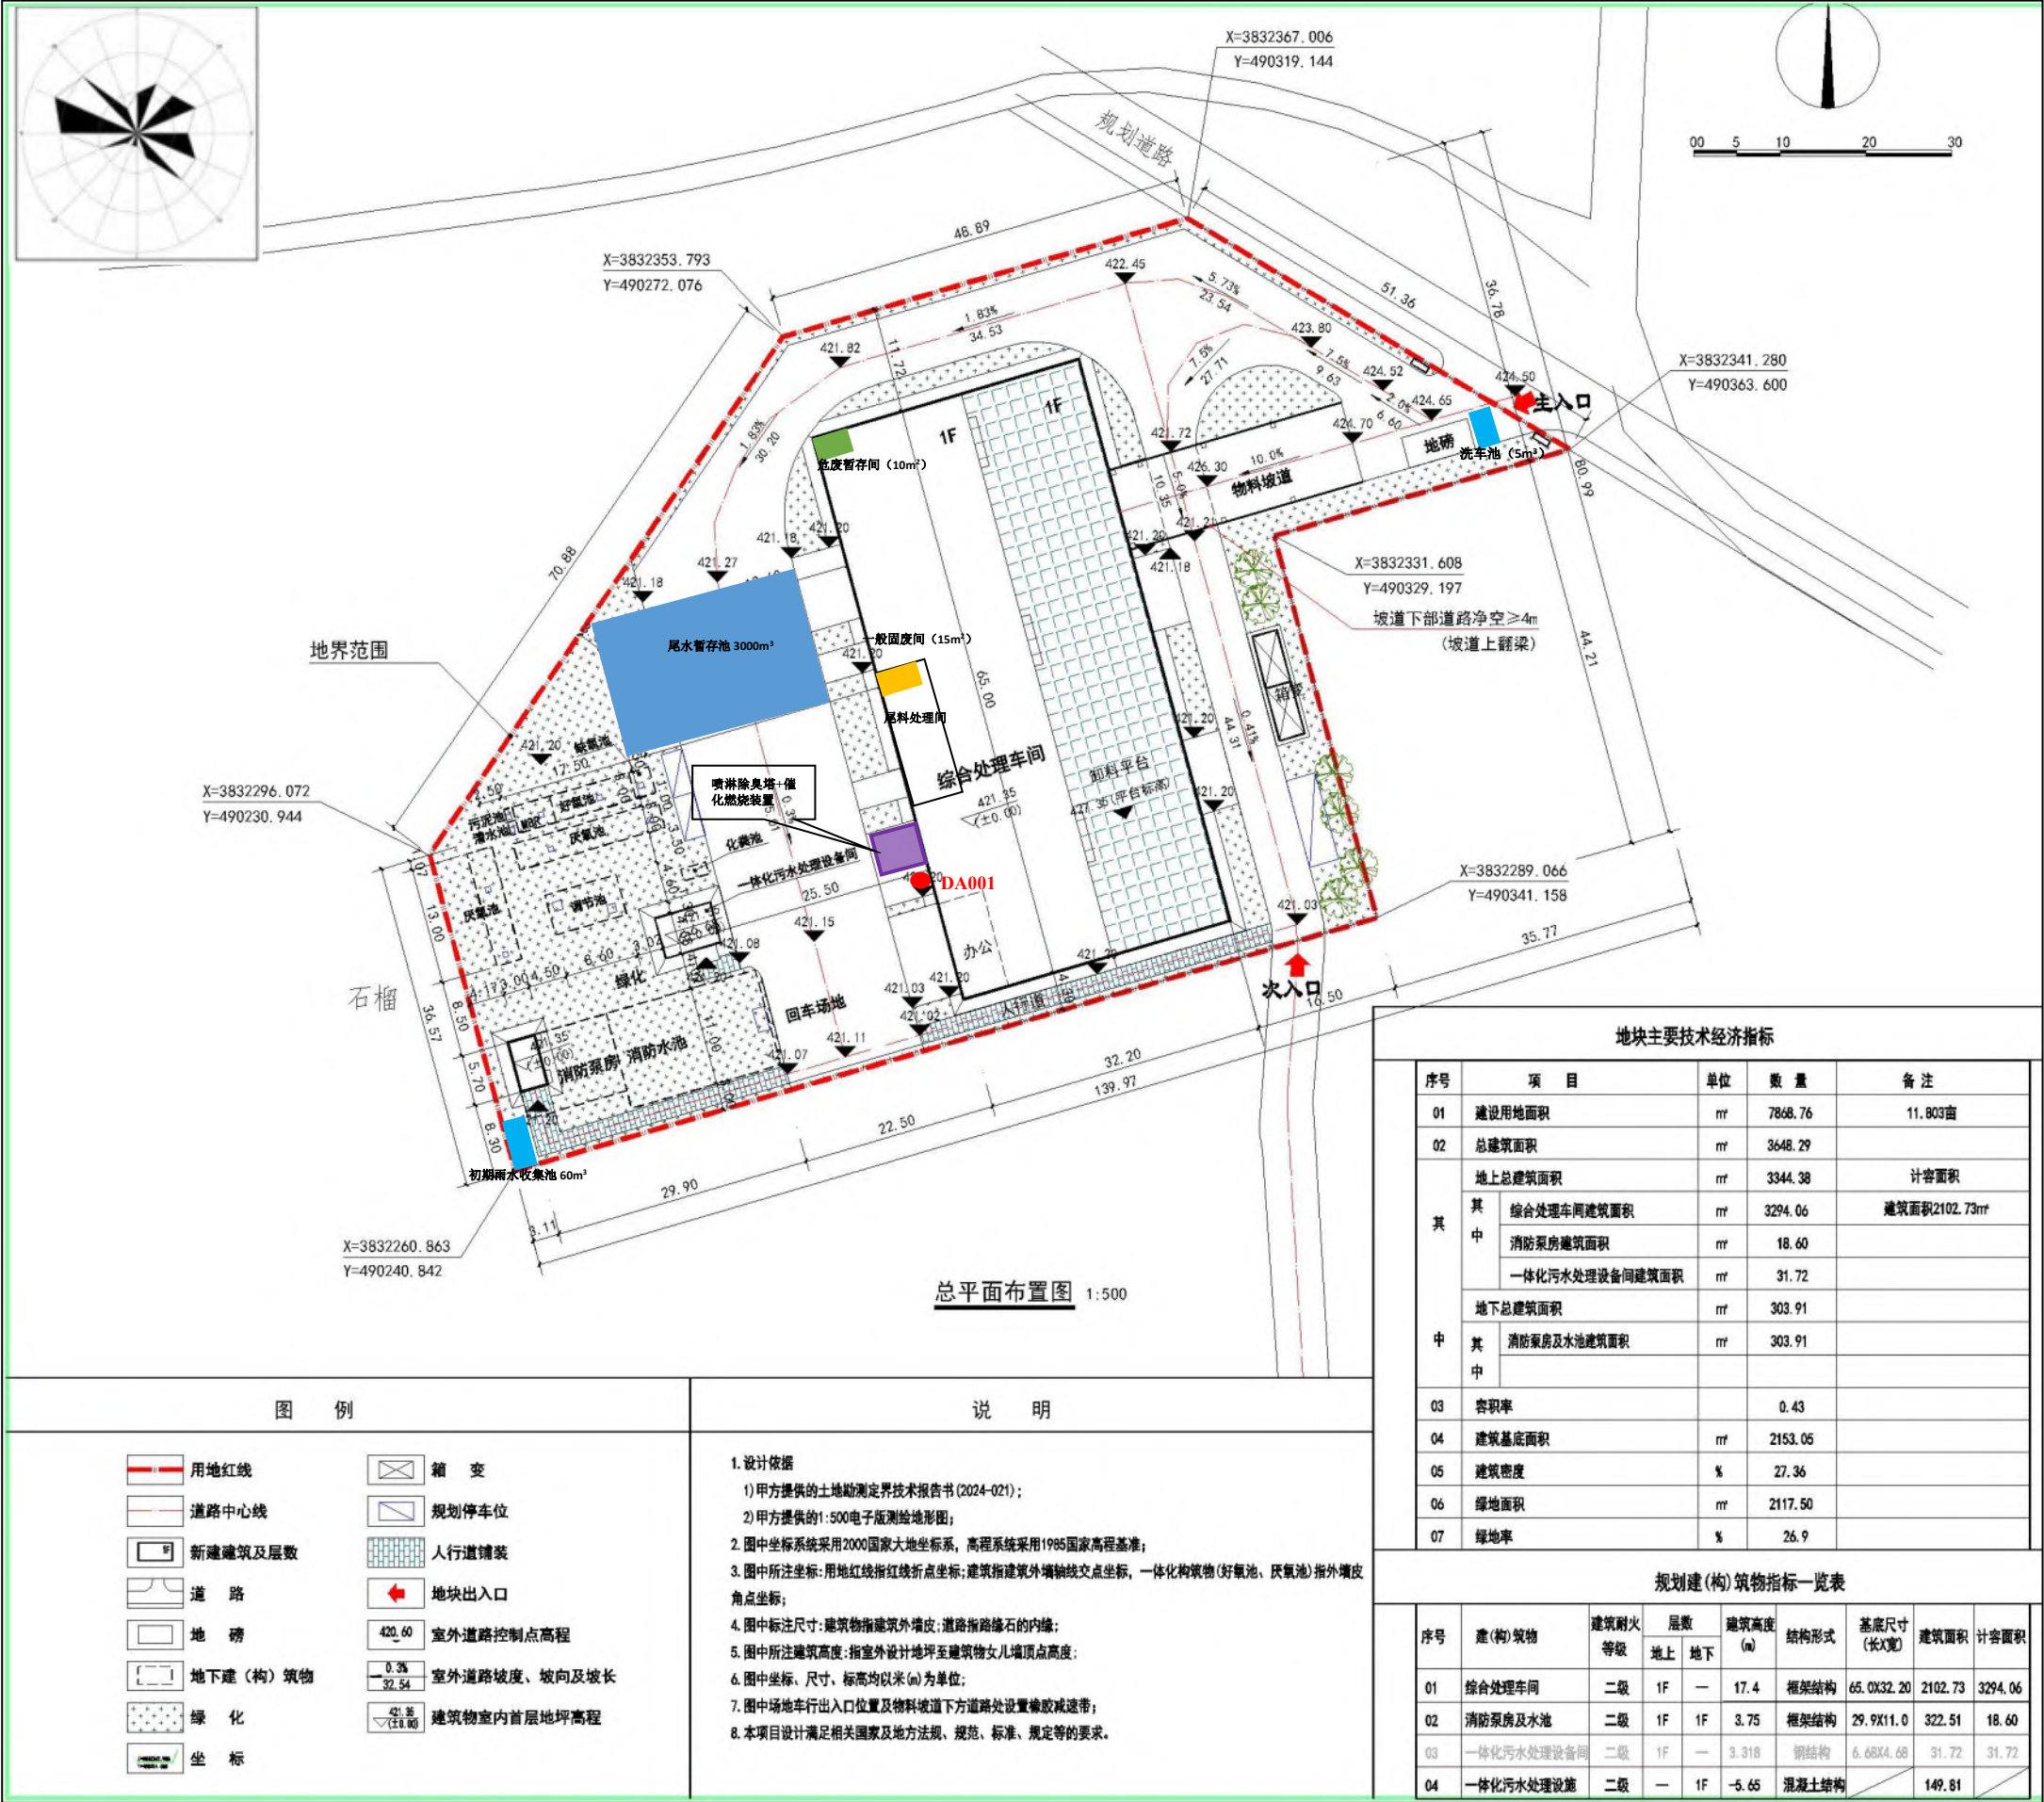 X=3832367.006
Y=490319.144
00 5 10 20 30
规划道路
48.89
X=3832353.793
Y=490272.076
422.45
5.73%
23.54
51.36
36.78
1.83%
34.53
11.72
423.80
421.82
7.5%
27.71
7.5%
9.63
424.52
424.50
X=3832341.280
Y=490363.600
主入口
2.0%
6.60
424.65
1F
1F
421.72
424.70
地磅
洗车池（5m³）
80.99
1.83%
30.20
危废暂存间（10m²）
426.30
10.0%
5.0%
10.35
物料坡道
421.20
421.18
421.21
421.20
421.18
421.27
421.18
70.88
X=3832331.608
Y=490329.197
坡道下部道路净空≥4m
(坡道上翻梁)
44.21
地界范围
尾水暂存池 3000m³
一般固废间（15m²）
421.20
65.00
尾料处理间
421.20
44.31
0.41%
421.20
缺氧池
17.50
综合处理车间
卸料平台
427.35(平台标高)
421.35
(±0.00)
421.20
喷淋除臭塔+催
化燃烧装置
X=3832296.072
Y=490230.944
好氧池
污泥池
清水池
MBR
厌氧池
化粪池
一体化污水处理设备间
25.50
DA001
X=3832289.066
Y=490341.158
13.00
厌氧池
调节池
421.15
421.03
35.77
办公
421.08
3.02
8.60
4.50
绿化
石榴
36.57
8.50
421.03
421.20
421.02
人行道
次入口
16.50
回车场地
11.00
421.35
(±0.00)
消防泵房
消防水池
421.11
421.07
5.70
32.20
139.97
8.30
22.50
初期雨水收集池 60m³
29.90
3.11
X=3832260.863
Y=490240.842
总平面布置图 1:500
地块主要技术经济指标
序号 项 目 单位 数 量 备 注
01 建设用地面积 ㎡ 7868.76 11.803亩
02 总建筑面积 ㎡ 3648.29
其中 地上总建筑面积 ㎡ 3344.38 计容面积
其中 综合处理车间建筑面积 ㎡ 3294.06 建筑面积2102.73㎡
消防泵房建筑面积 ㎡ 18.60
一体化污水处理设备间建筑面积 ㎡ 31.72
地下总建筑面积 ㎡ 303.91
其中 消防泵房及水池建筑面积 ㎡ 303.91
03 容积率 0.43
04 建筑基底面积 ㎡ 2153.05
05 建筑密度 % 27.36
06 绿地面积 ㎡ 2117.50
07 绿地率 % 26.9
规划建(构)筑物指标一览表
序号 建(构)筑物 建筑耐火等级 层数 地上 地下 建筑高度(m) 结构形式 基底尺寸(长X宽) 建筑面积 计容面积
01 综合处理车间 二级 1F — 17.4 框架结构 65.0X32.20 2102.73 3294.06
02 消防泵房及水池 二级 1F 1F 3.75 框架结构 29.9X11.0 322.51 18.60
03 一体化污水处理设备间 二级 1F — 3.318 钢结构 6.68X4.68 31.72 31.72
04 一体化污水处理设施 二级 — 1F -5.65 混凝土结构 149.81
图 例
用地红线
箱 变
道路中心线
规划停车位
新建建筑及层数
人行道铺装
道 路
地块出入口
地 磅
420.60 室外道路控制点高程
地下建（构）筑物
0.3%
32.54
室外道路坡度、坡向及坡长
绿 化
421.35
(±0.00)
建筑物室内首层地坪高程
坐 标
说 明
1.设计依据
1)甲方提供的土地勘测定界技术报告书(2024-021)；
2)甲方提供的1:500电子版测绘地形图；
2.图中坐标系统采用2000国家大地坐标系，高程系统采用1985国家高程基准；
3.图中所注坐标：用地红线指红线折点坐标；建筑指建筑外墙轴线交点坐标，一体化构筑物(好氧池、厌氧池)指外墙皮
角点坐标；
4.图中标注尺寸：建筑物指建筑外墙皮；道路指路缘石的内缘；
5.图中所注建筑高度：指室外设计地坪至建筑物女儿墙顶点高度；
6.图中坐标、尺寸、标高均以米(m)为单位；
7.图中场地车行出入口位置及物料坡道下方道路处设置橡胶减速带；
8.本项目设计满足相关国家及地方法规、规范、标准、规定等的要求。